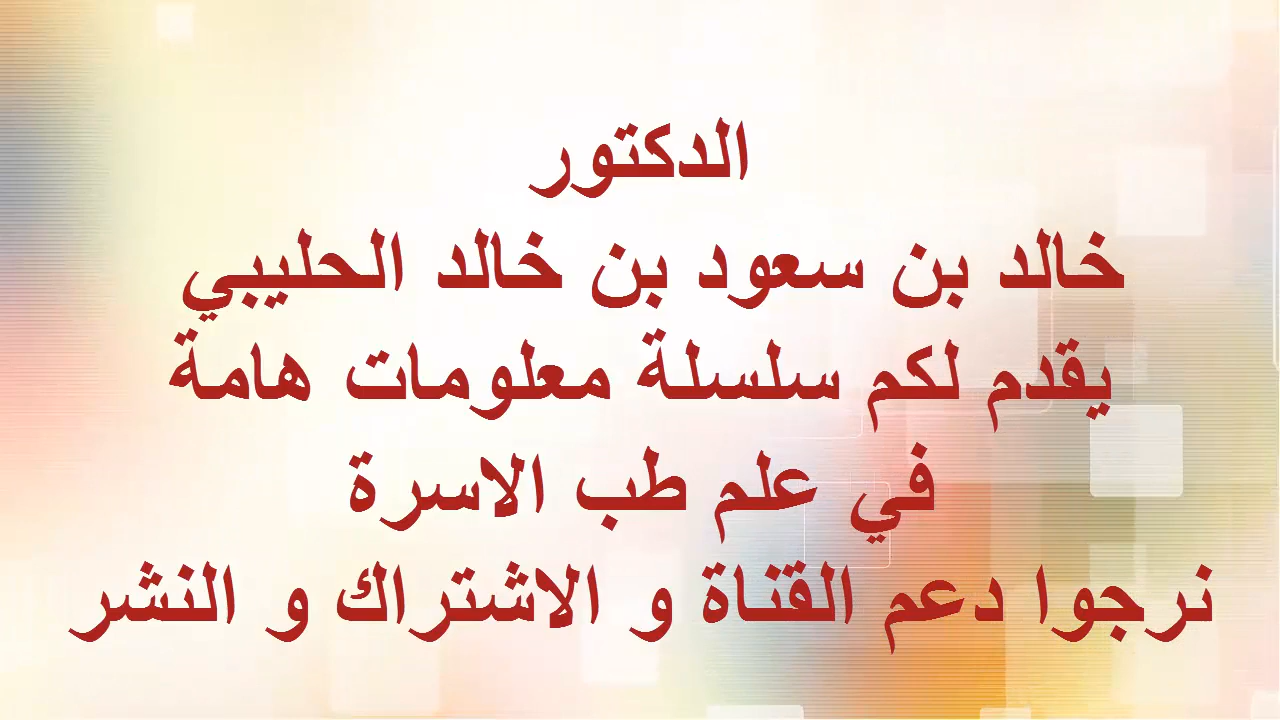 الدكتور
خالد بن سعود بن خالد الحليبي
يقدم لكم سلسلة معلومات هامة
في علم طب الاسرة
نرجوا دعم القناة و الاشتراك و النشر